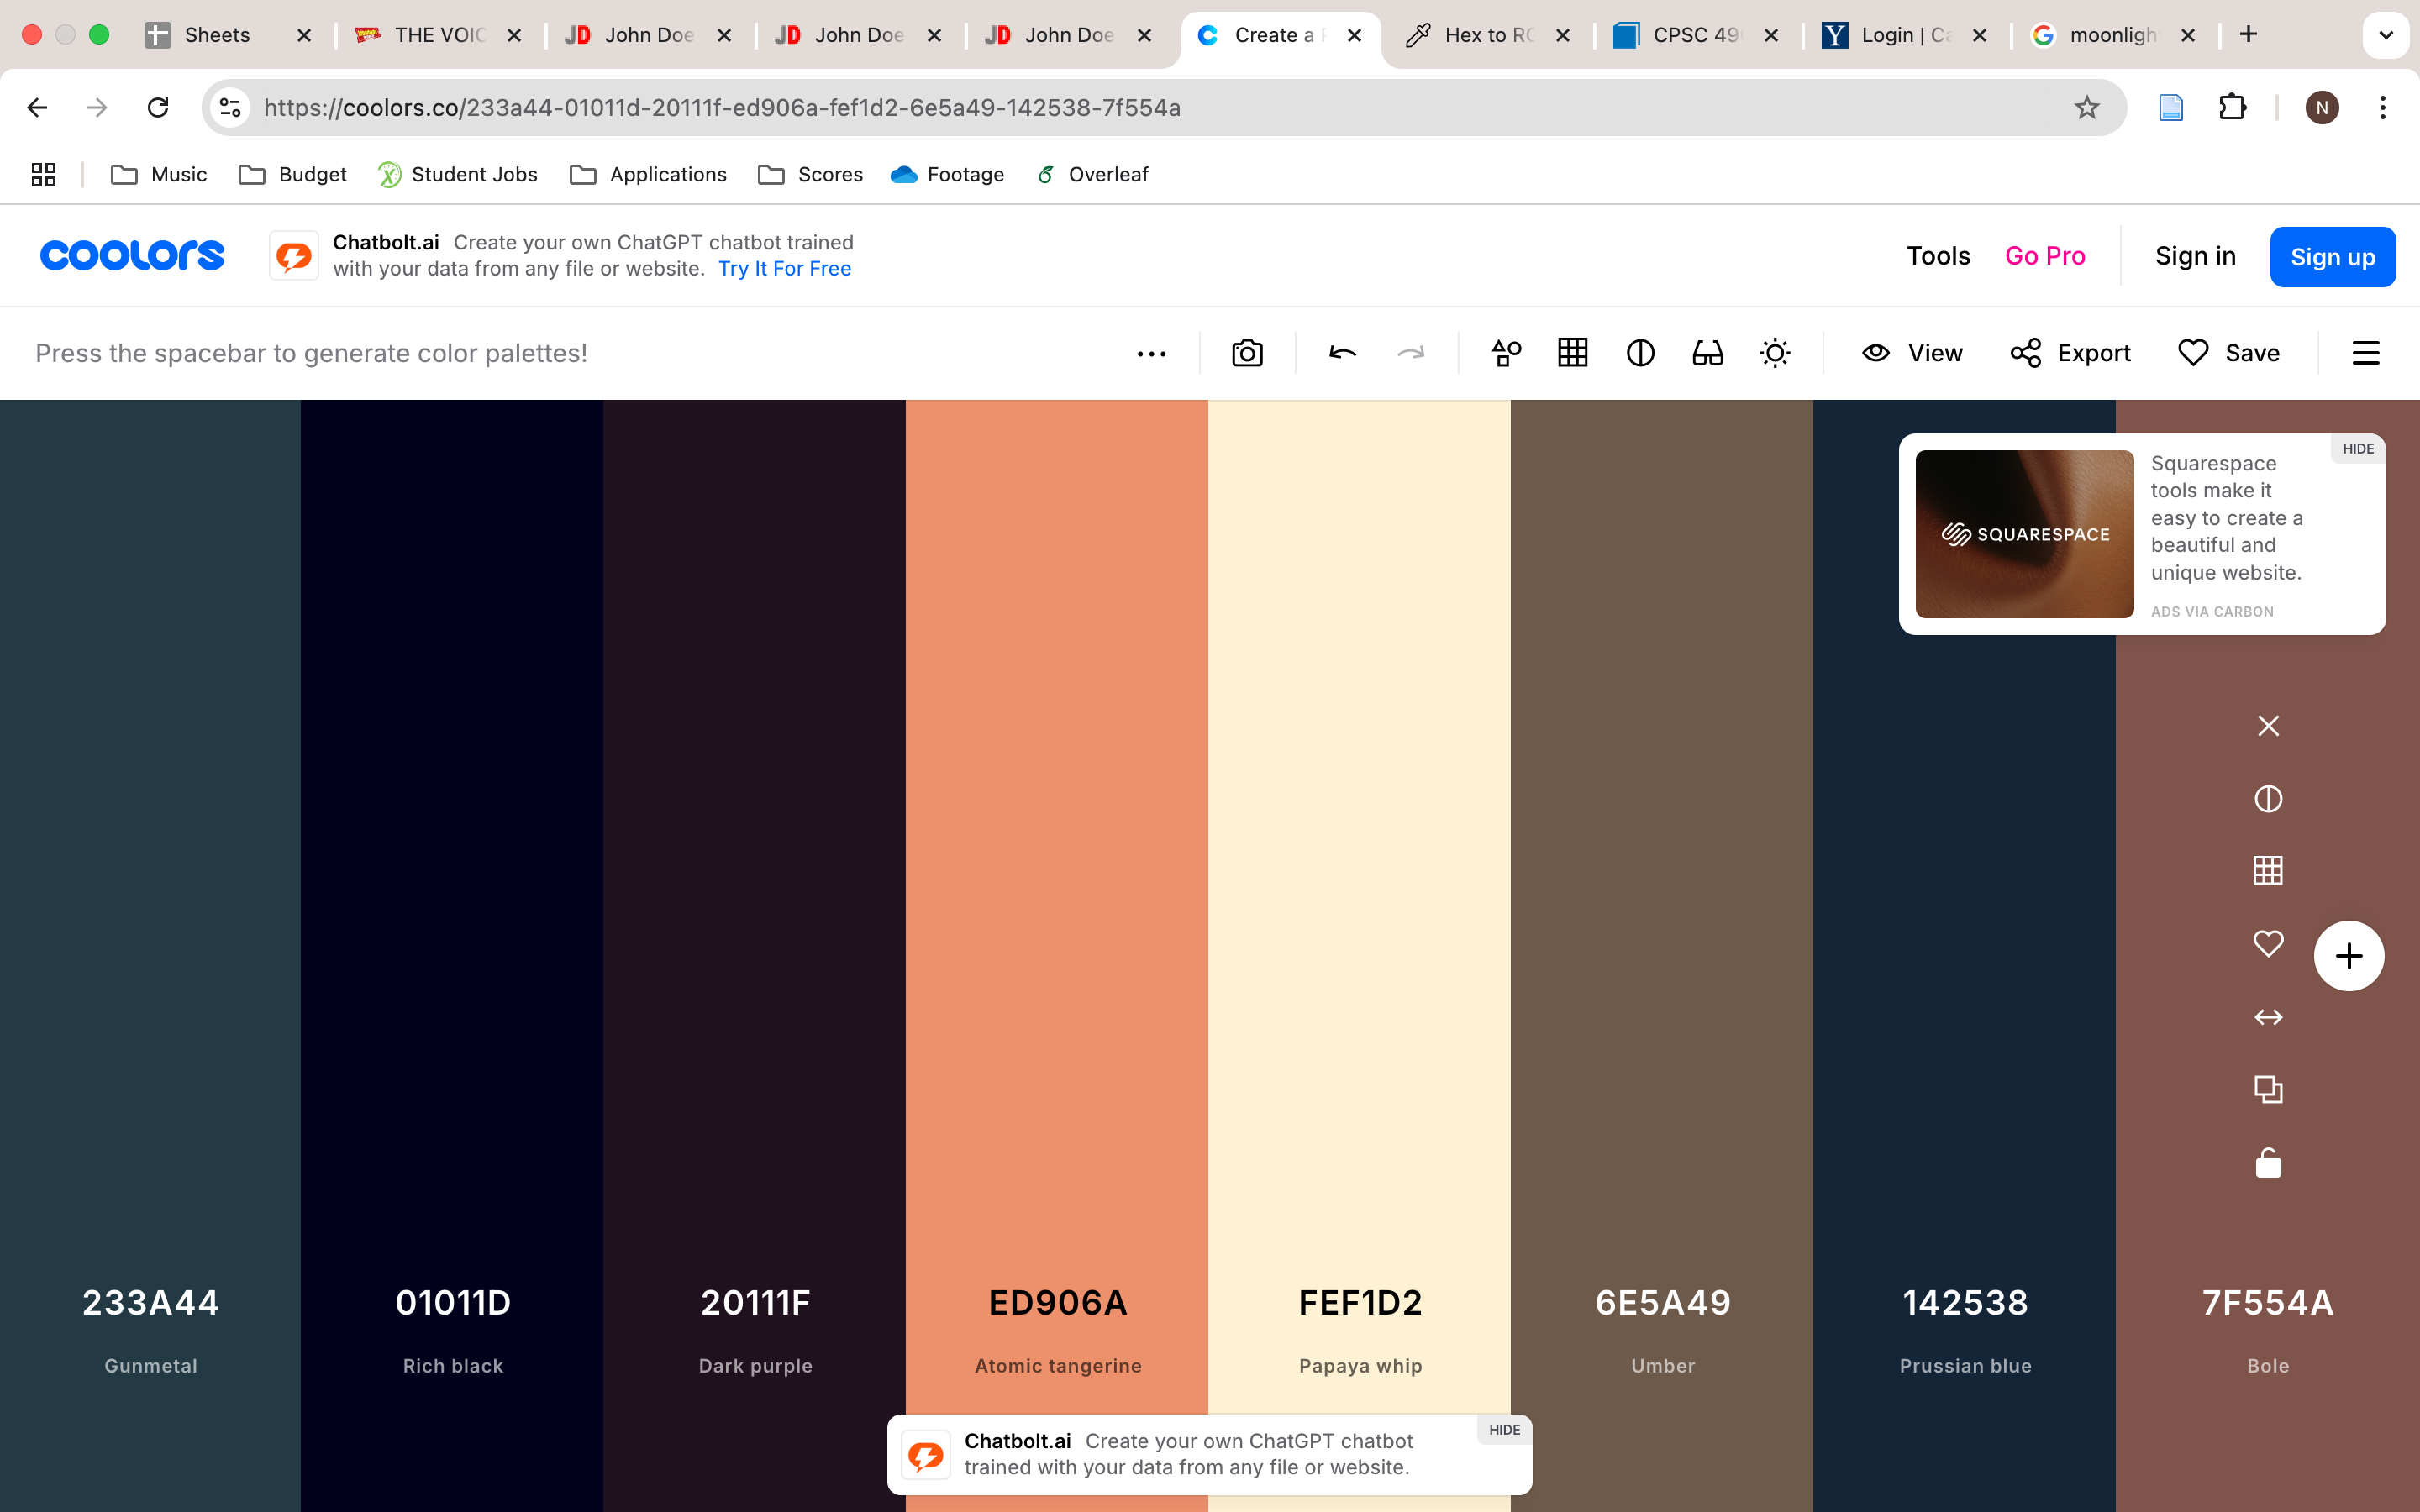 Sheets
THE VOIC
John Doe
John Doe
John Doe
Create a P
Hex to RG
CPSC 49
Login | Ca
moonligh
https://coolors.co/233a44-01011d-20111f-ed906a-fef1d2-6e5a49-142538-7f554a
N
Music
Budget
Student Jobs
Applications
Scores
Footage
Overleaf
coolors
Chatbolt.ai Create your own ChatGPT chatbot trained
with your data from any file or website. Try It For Free
Tools
Go Pro
Sign in
Sign up
Press the spacebar to generate color palettes!
View
Export
Save
HIDE
SQUARESPACE
Squarespace
tools make it
easy to create a
beautiful and
unique website.
ADS VIA CARBON
233A44
Gunmetal
01011D
Rich black
20111F
Dark purple
ED906A
Atomic tangerine
FEF1D2
Papaya whip
6E5A49
Umber
142538
Prussian blue
7F554A
Bole
HIDE
Chatbolt.ai Create your own ChatGPT chatbot
trained with your data from any file or website.